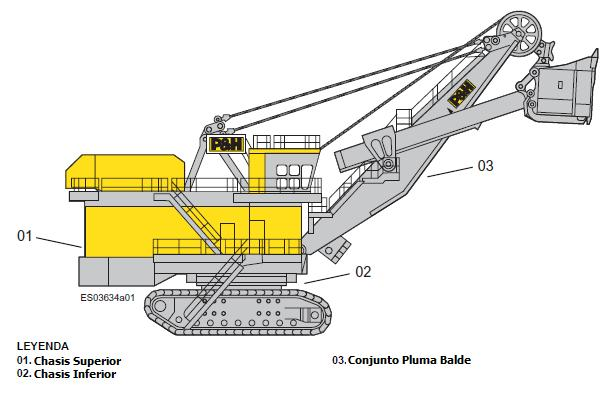 P&H
P&H
03
01
02
ES03634a01
LEYENDA
01. Chasis Superior
02. Chasis Inferior
03. Conjunto Pluma Balde